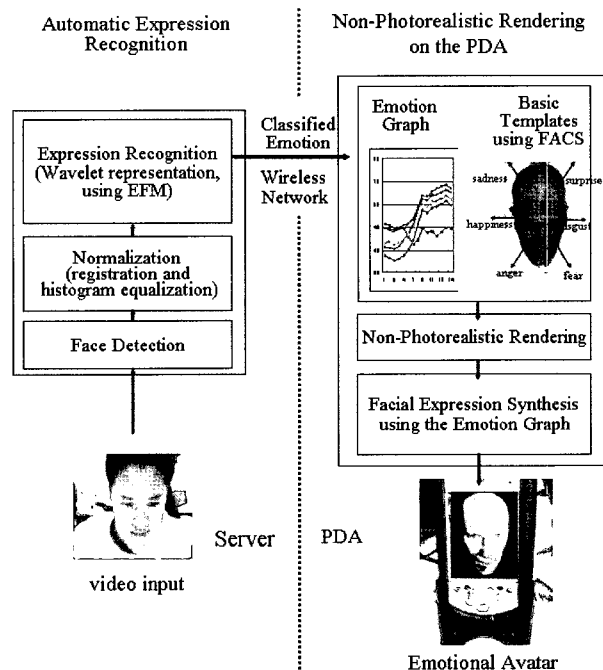 Automatic Expression
Recognition
Non-Photorealistic Rendering
on the PDA
Expression Recognition
(Wavelet representation,
using EFM)
Normalization
(registration and
histogram equalization)
Face Detection
video input
Server
Classified
Emotion
Wireless
Network
Emotion
Graph
Basic
Templates
using FACS
sadness
surprise
happiness
disgust
anger
fear
Non-Photorealistic Rendering
Facial Expression Synthesis
using the Emotion Graph
PDA
Emotional Avatar